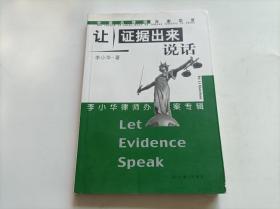 让
证据出来
说话
李小华·著
李小华律师办案专辑
Let
Evidence
Speak